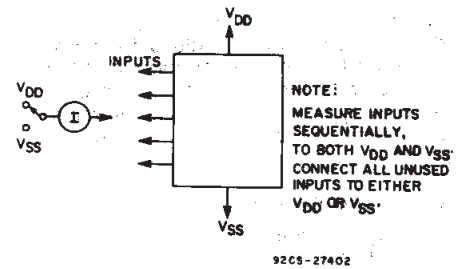 VDD
INPUTS
VDD
I
VSS
NOTE:
MEASURE INPUTS
SEQUENTIALLY,
TO BOTH VDD AND VSS.
CONNECT ALL UNUSED
INPUTS TO EITHER
VDD OR VSS.
VSS
92CS-27402